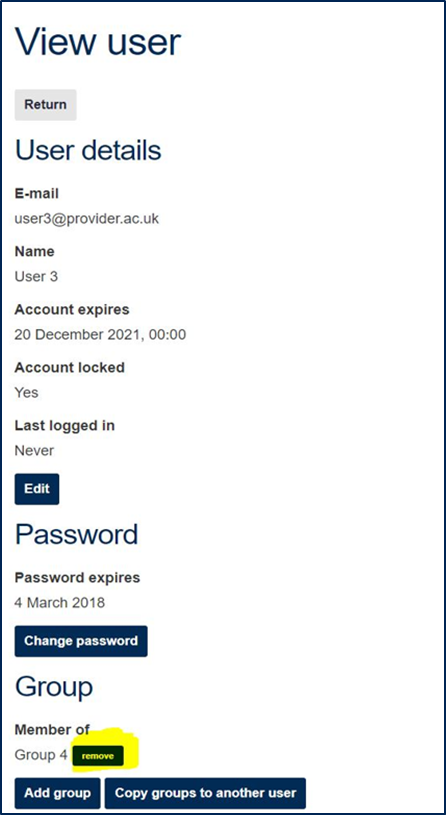 View user
Return
User details
E-mail
user3@provider.ac.uk
Name
User 3
Account expires
20 December 2021, 00:00
Account locked
Yes
Last logged in
Never
Edit
Password
Password expires
4 March 2018
Change password
Group
Member of
Group 4 remove
Add group Copy groups to another user